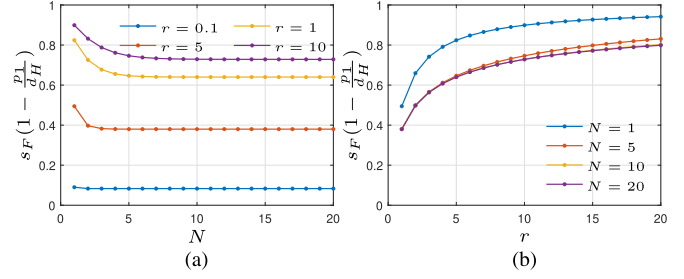 1
0.8
0.6
0.4
0.2
0
s_F(1 − p_1/d_H)
r = 0.1
r = 1
r = 5
r = 10
0 5 10 15 20
N
(a)
1
0.8
0.6
0.4
0.2
0
s_F(1 − p_1/d_H)
N = 1
N = 5
N = 10
N = 20
0 5 10 15 20
r
(b)